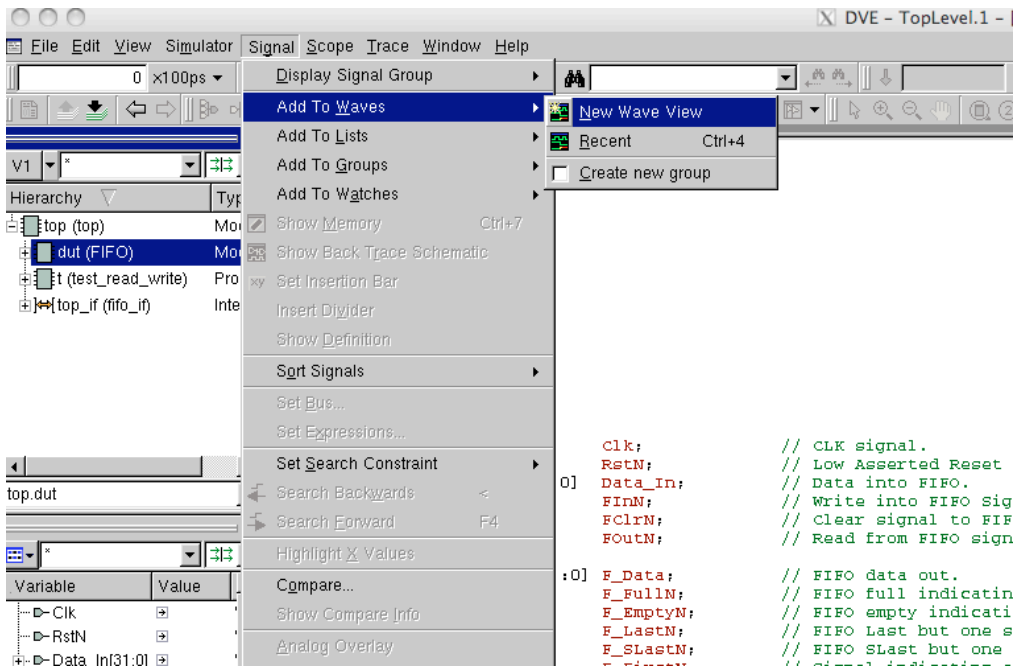 DVE - TopLevel.1 - [
File Edit View Simulator Signal Scope Trace Window Help
0 x100ps
Display Signal Group
Add To Waves
New Wave View
Recent Ctrl+4
Create new group
Add To Lists
Add To Groups
Add To Watches
Show Memory Ctrl+7
Show Back Trace Schematic
xy Set Insertion Bar
Insert Divider
Show Definition
Sort Signals
Set Bus...
Set Expressions...
Set Search Constraint
Search Backwards <
Search Forward F4
Highlight X Values
Compare...
Show Compare Info
Analog Overlay
V1 *
Hierarchy Typ
top (top) Mo
dut (FIFO) Mo
t (test_read_write) Pro
top_if (fifo_if) Inte
top.dut
*
Variable Value
Clk
RstN
Data_In[31:0]
Clk; // CLK signal.
RstN; // Low Asserted Reset
0] Data_In; // Data into FIFO.
FInN; // Write into FIFO Sig
FClrN; // Clear signal to FIF
FOutN; // Read from FIFO sign
:0] F_Data; // FIFO data out.
F_FullN; // FIFO full indicatin
F_EmptyN; // FIFO empty indicati
F_LastN; // FIFO Last but one s
F_SLastN; // FIFO SLast but one